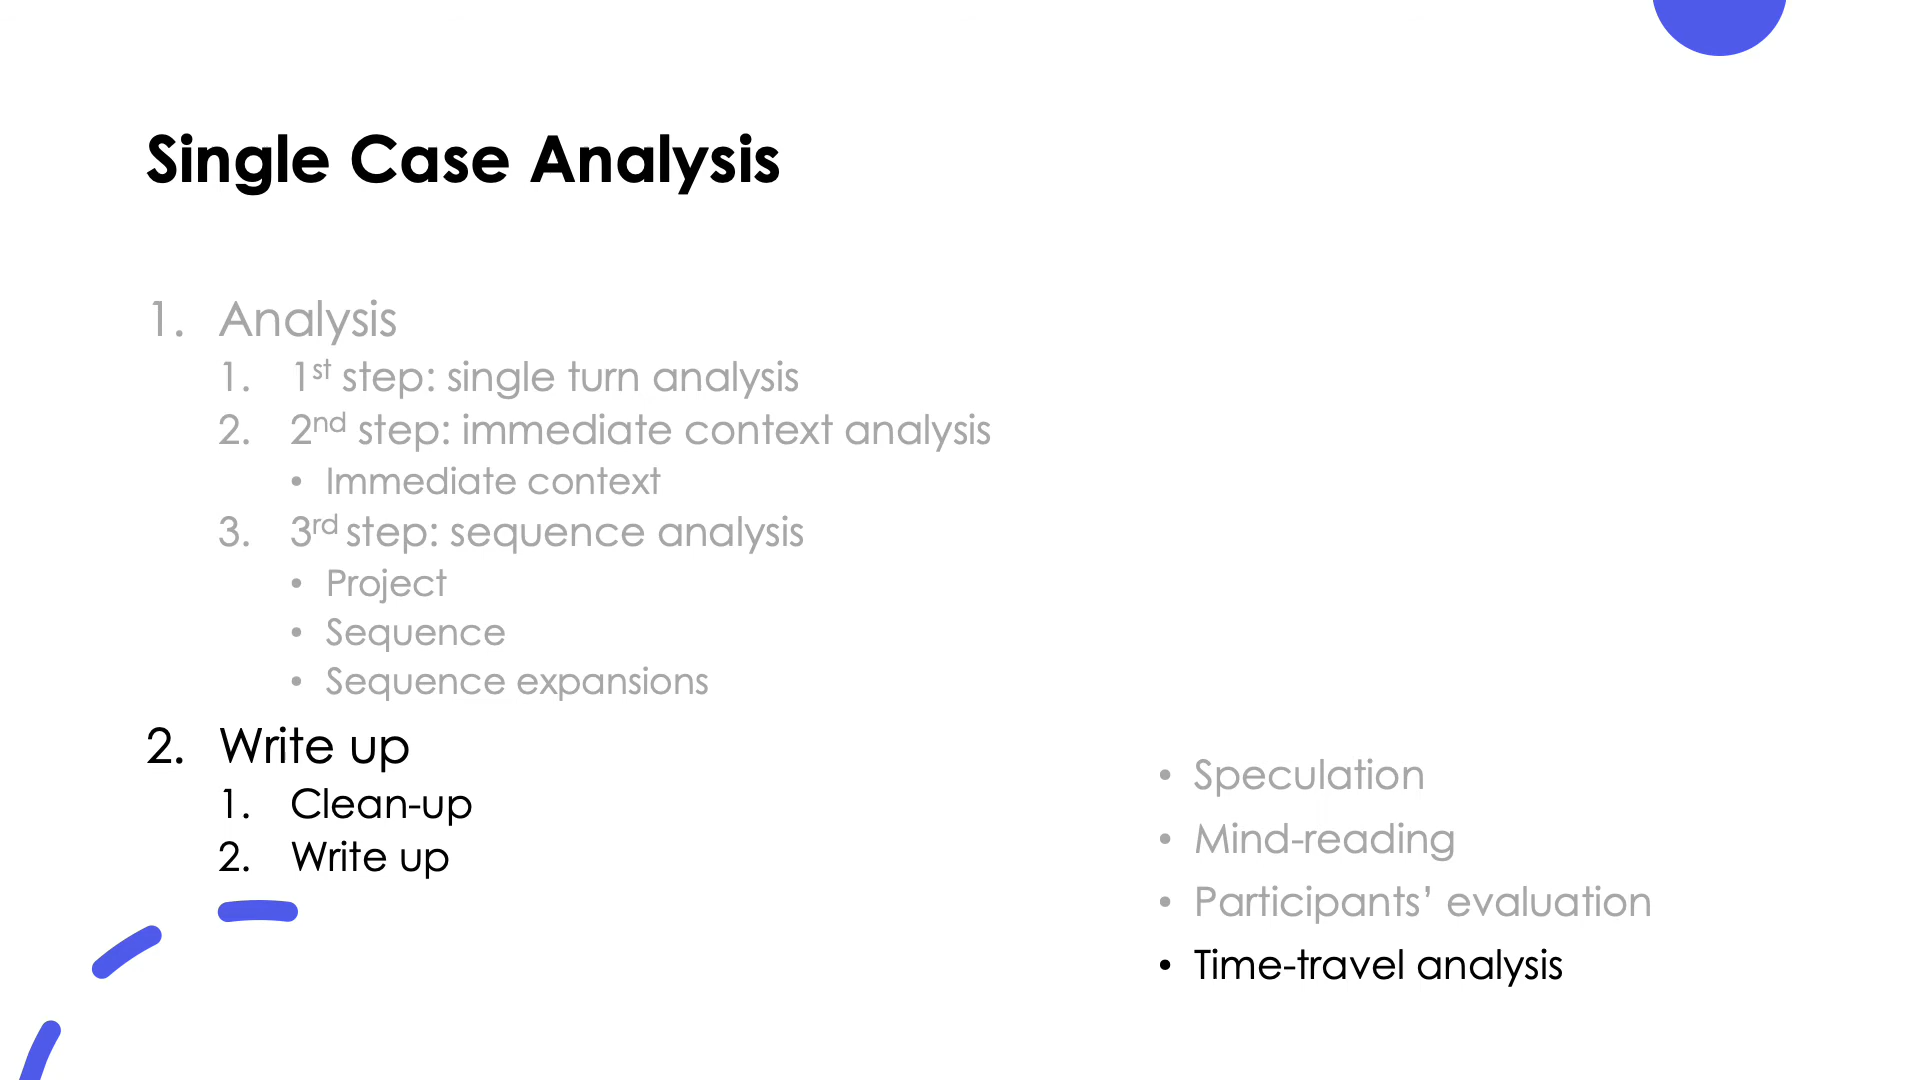 Single Case Analysis
1. Analysis
1. 1st step: single turn analysis
2. 2nd step: immediate context analysis
• Immediate context
3. 3rd step: sequence analysis
• Project
• Sequence
• Sequence expansions
2. Write up
1. Clean-up
2. Write up
• Speculation
• Mind-reading
• Participants’ evaluation
• Time-travel analysis